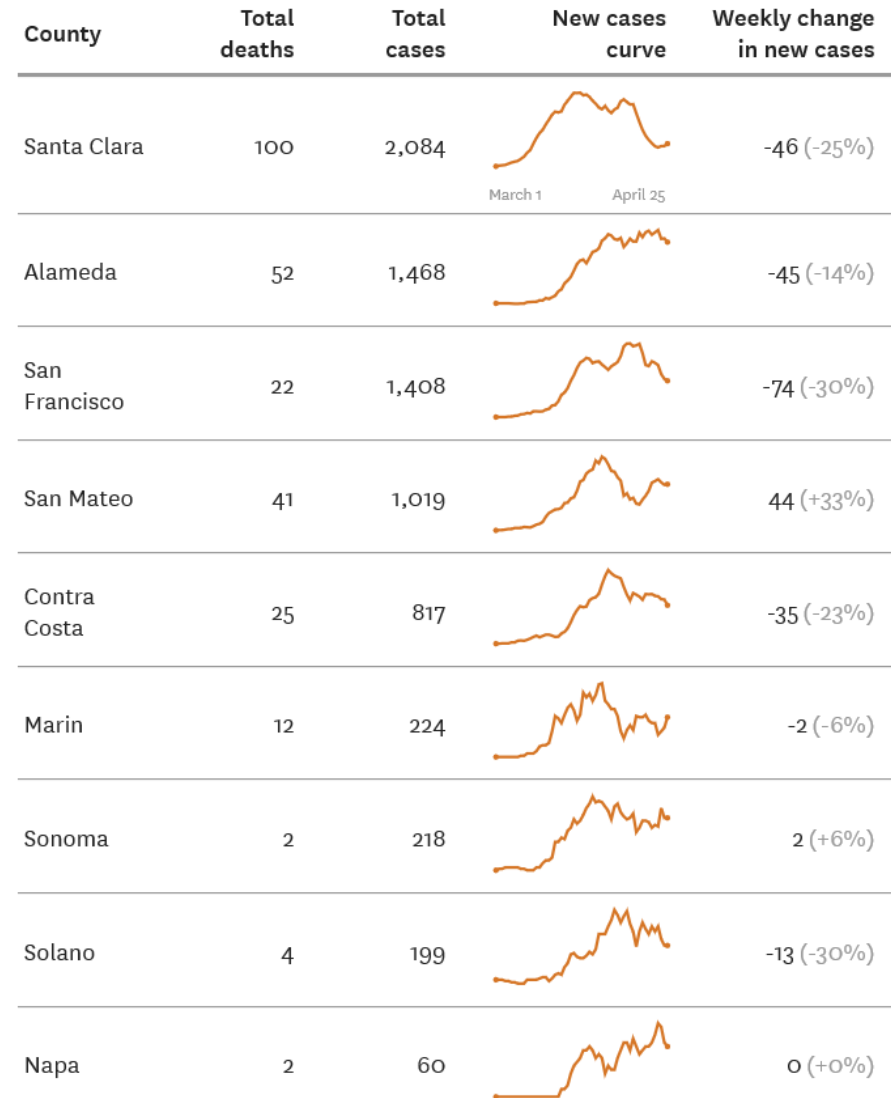 County Total deaths Total cases New cases curve Weekly change in new cases
Santa Clara 100 2,084 -46 (-25%)
March 1 April 25
Alameda 52 1,468 -45 (-14%)
San Francisco 22 1,408 -74 (-30%)
San Mateo 41 1,019 44 (+33%)
Contra Costa 25 817 -35 (-23%)
Marin 12 224 -2 (-6%)
Sonoma 2 218 2 (+6%)
Solano 4 199 -13 (-30%)
Napa 2 60 0 (+0%)